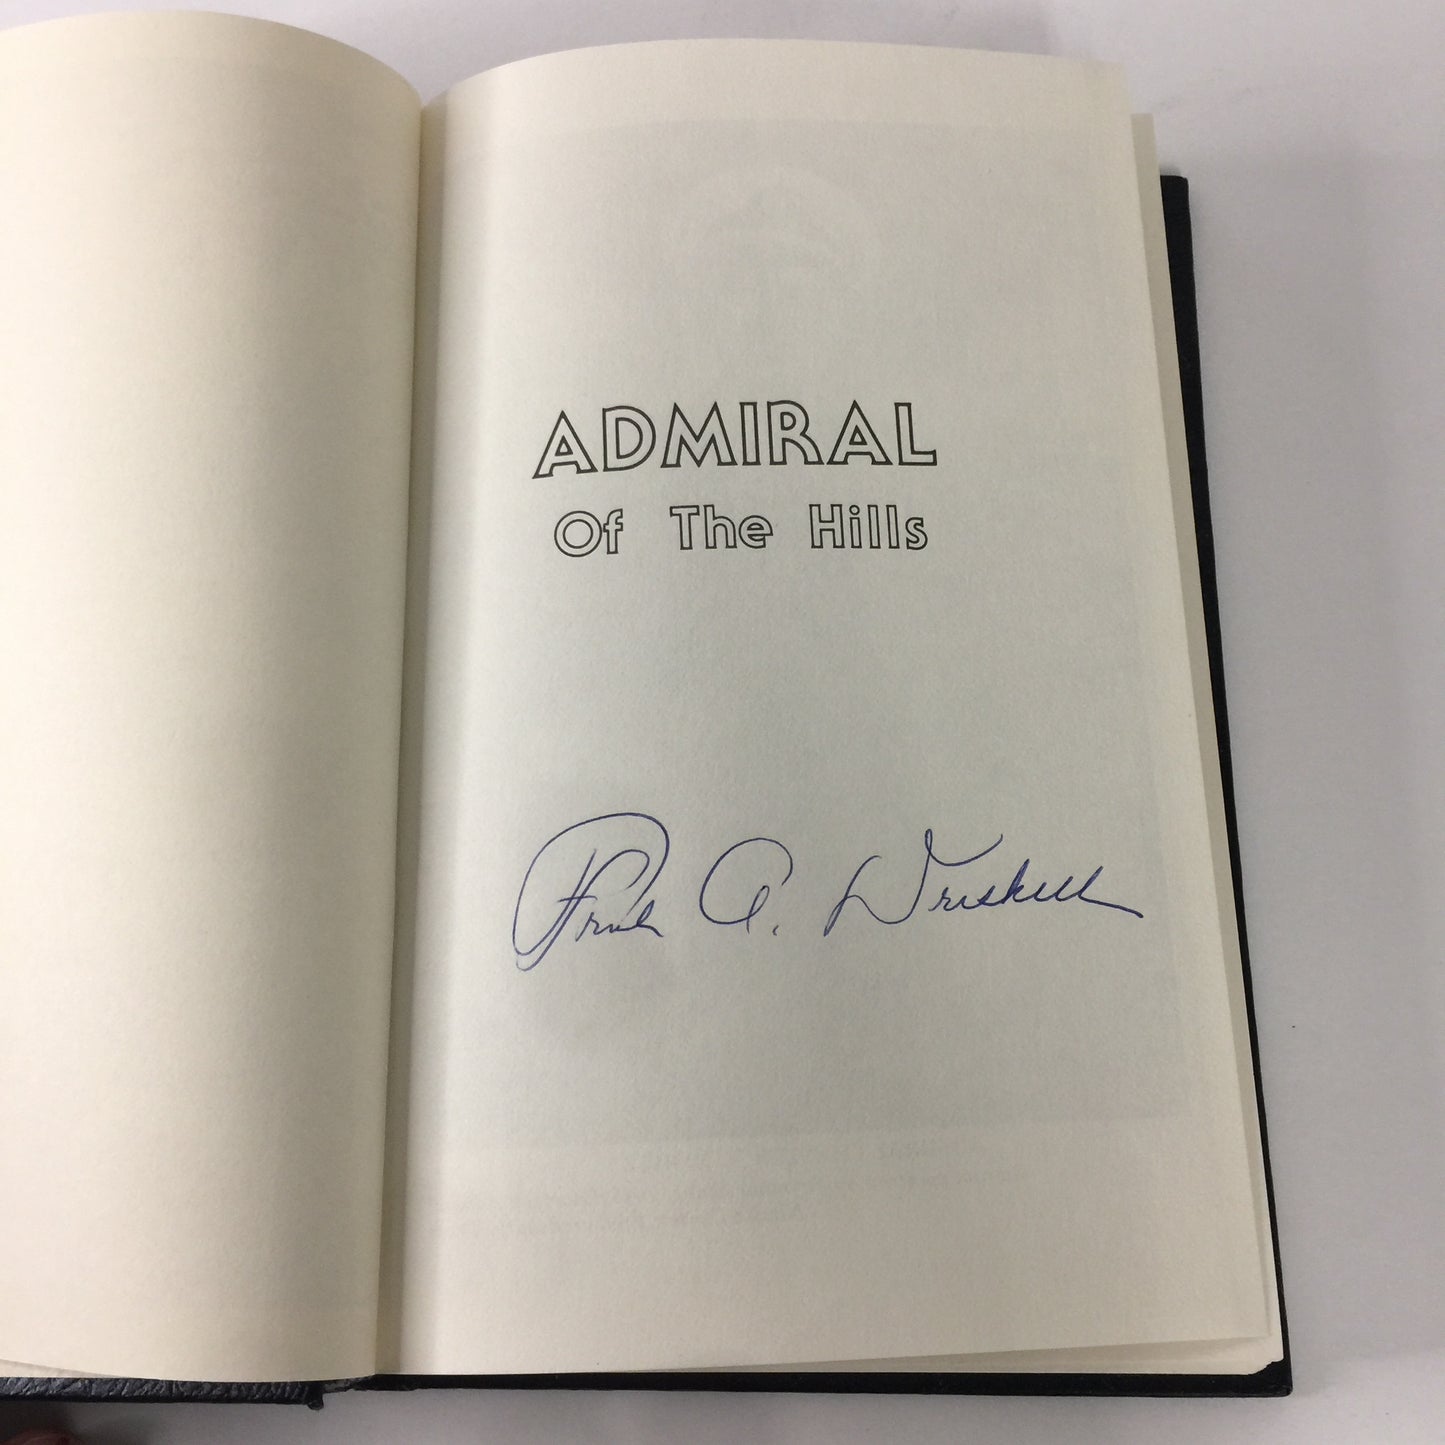 ADMIRAL
Of The Hills
Frank A. Driskill